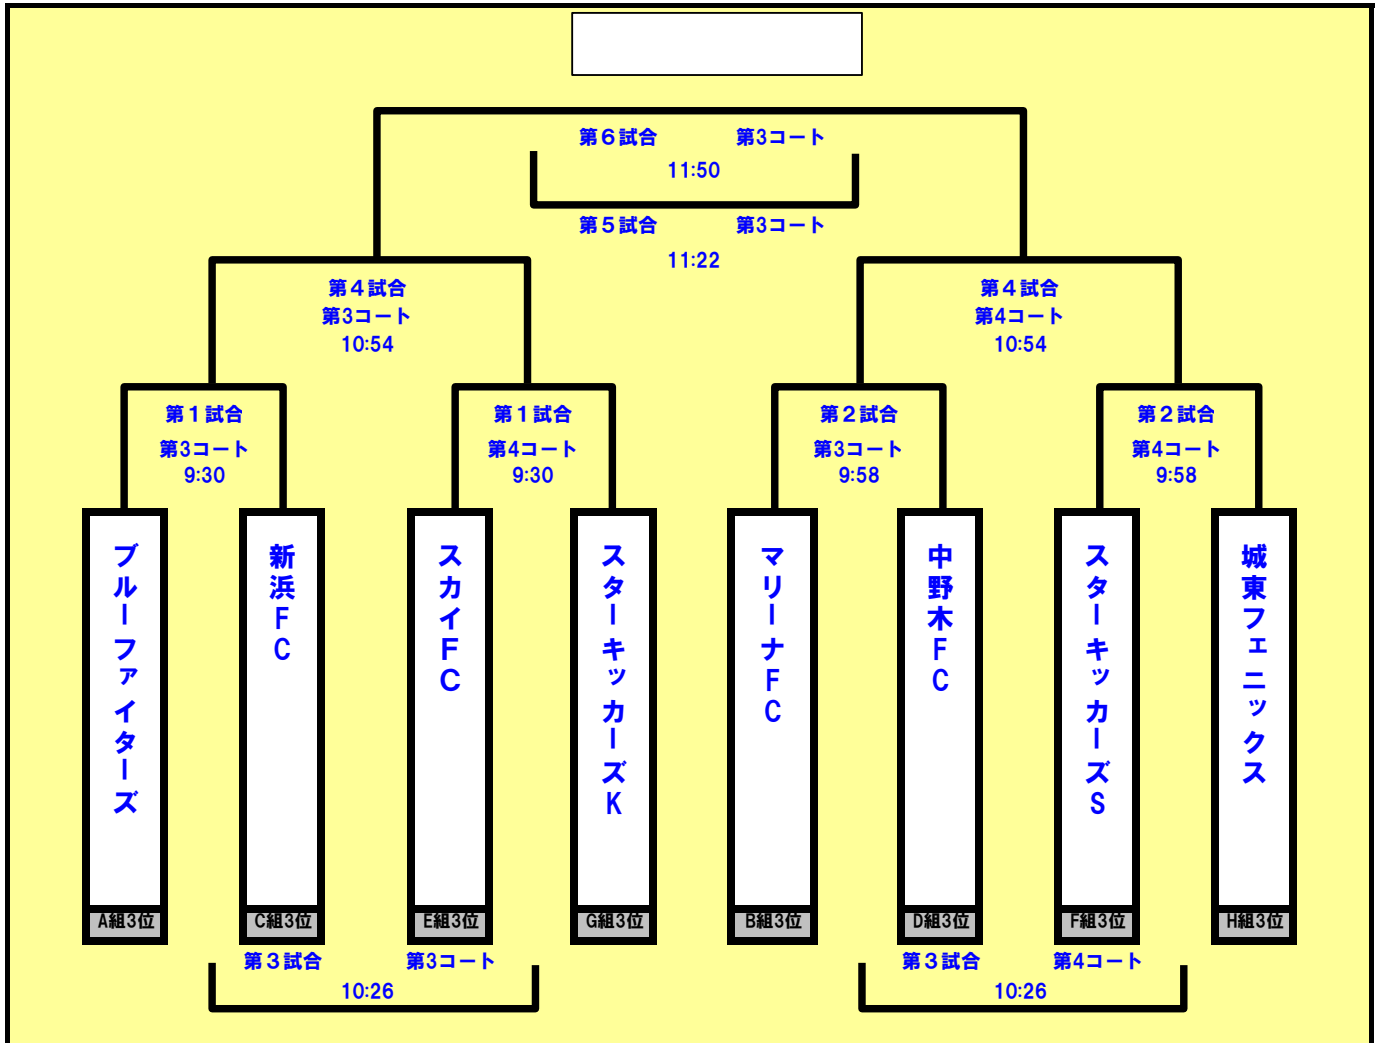 第６試合 第3コート
11:50
第５試合 第3コート
11:22
第４試合
第3コート
10:54
第４試合
第4コート
10:54
第１試合
第3コート
9:30
第１試合
第4コート
9:30
第２試合
第3コート
9:58
第２試合
第4コート
9:58
ブルーファイターズ
新浜FC
スカイFC
スターキッカーズK
マリーナFC
中野木FC
スターキッカーズS
城東フェニックス
A組3位
C組3位
E組3位
G組3位
B組3位
D組3位
F組3位
H組3位
第３試合 第3コート
10:26
第３試合 第4コート
10:26